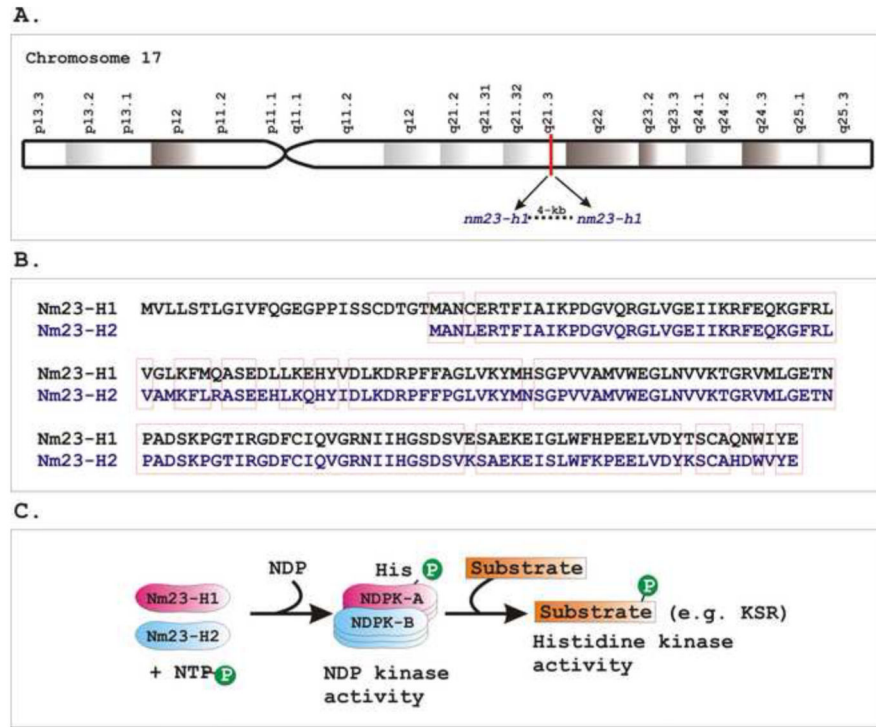 A.
Chromosome 17
p13.3 p13.2 p13.1 p12 p11.2 p11.1 q11.1 q11.2 q12 q21.2 q21.31 q21.32 q21.3 q22 q23.2 q23.3 q24.1 q24.2 q24.3 q25.1 q25.3
nm23-h1 4-kb nm23-h1
B.
Nm23-H1 MVLLSTLGIVFQGEGPPISSCDTGTMANCERTFIAIKPDGVQRGLVGEIIKRFEQKGFRL
Nm23-H2 MANLERTFIAIKPDGVQRGLVGEIIKRFEQKGFRL
Nm23-H1 VGLKFMQASEDLLKEHYVDLKDRPFFAGLVKYMHSGPVVAMVWEGLNVVKTGRVMLGETN
Nm23-H2 VAMKFLRASEEHLKQHYIDLKDRPFFPGLVKYMNSGPVVAMVWEGLNVVKTGRVMLGETN
Nm23-H1 PADSKPGTIRGDFCIQVGRNIIHGSDSVESAEKEIGLWFHPEELVDYTSCAQNWIYE
Nm23-H2 PADSKPGTIRGDFCIQVGRNIIHGSDSVKSAEKEISLWFKPEELVDYKSCAHDWVYE
C.
NDP His P Substrate
Nm23-H1 NDPK-A P
Nm23-H2 NDPK-B Substrate (e.g. KSR)
+ NTP P NDP kinase activity
Histidine kinase activity